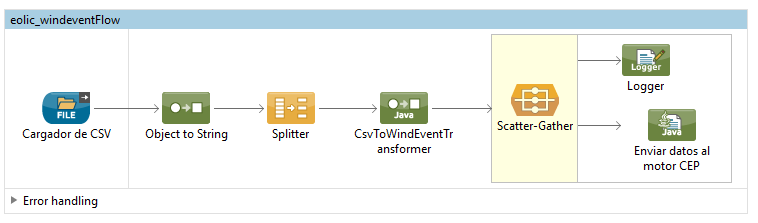 eolic_windeventFlow
FILE
Cargador de CSV
Object to String
Splitter
Java
CsvToWindEventTr
ansformer
Scatter-Gather
Logger
Logger
Java
Enviar datos al
motor CEP
Error handling